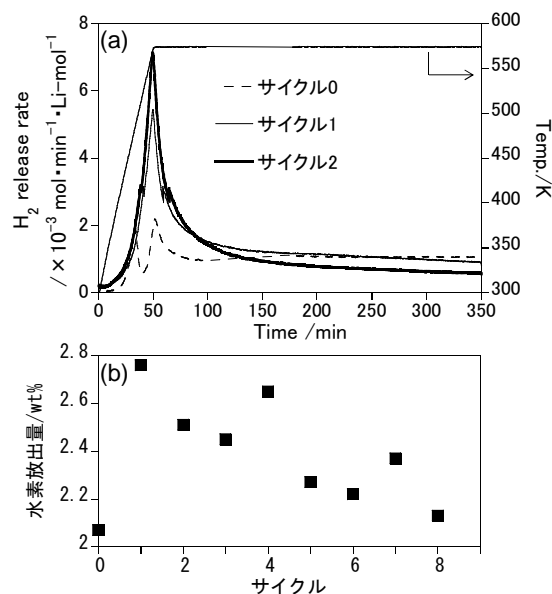 (a)
H₂ release rate
/ ×10⁻³ mol・min⁻¹・Li-mol⁻¹
8
6
4
2
0
サイクル0
サイクル1
サイクル2
600
550
500
450
400
350
300
Temp./K
0 50 100 150 200 250 300 350
Time /min
(b)
水素放出量/wt%
2.8
2.6
2.4
2.2
2
0 2 4 6 8
サイクル